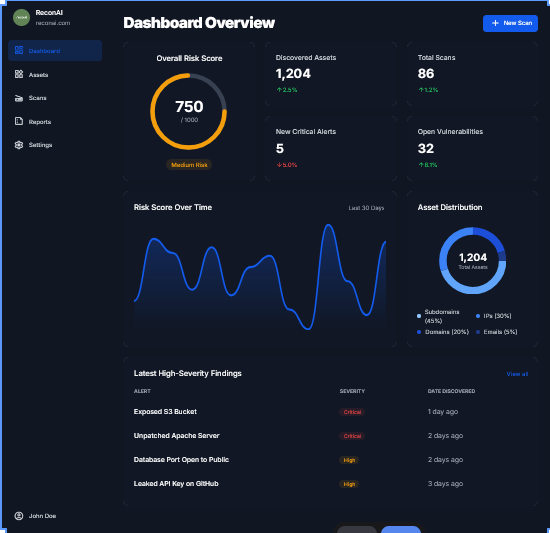 ReconAI
reconai.com
Dashboard
Assets
Scans
Reports
Settings
John Doe
Dashboard Overview
New Scan
Overall Risk Score
750
/ 1000
Medium Risk
Discovered Assets
1,204
↑2.5%
Total Scans
86
↑1.2%
New Critical Alerts
5
↓5.0%
Open Vulnerabilities
32
↑8.1%
Risk Score Over Time
Last 30 Days
Asset Distribution
1,204
Total Assets
Subdomains
(45%)
IPs (30%)
Domains (20%)
Emails (5%)
Latest High-Severity Findings
View all
ALERT SEVERITY DATE DISCOVERED
Exposed S3 Bucket Critical 1 day ago
Unpatched Apache Server Critical 2 days ago
Database Port Open to Public High 2 days ago
Leaked API Key on GitHub High 3 days ago